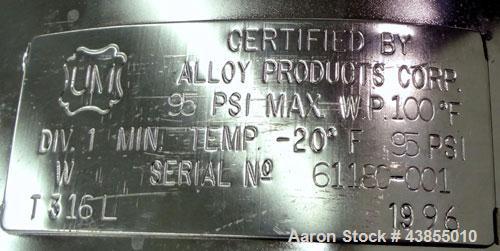 UM
CERTIFIED BY
ALLOY PRODUCTS CORP.
95 PSI MAX. W.P. 100 °F
DIV. 1 MIN. TEMP -20° F 95 PSI
W SERIAL Nº 61180-001
T 316 L 1996
Aaron Stock # 43855010